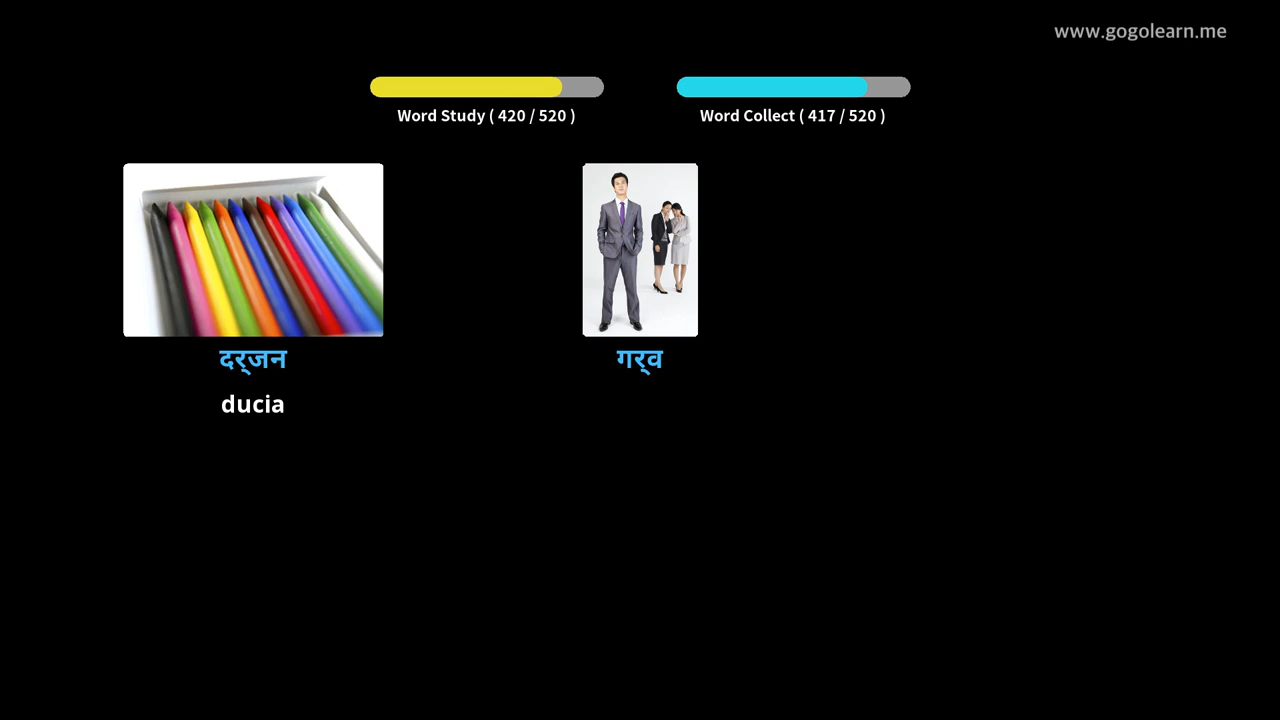 www.gogolearn.me
Word Study ( 420 / 520 )
Word Collect ( 417 / 520 )
दर्‌जन
गर्‌व
ducia